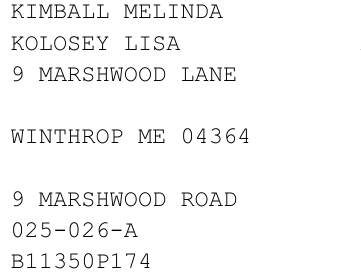 KIMBALL MELINDA
KOLOSEY LISA
9 MARSHWOOD LANE
WINTHROP ME 04364
9 MARSHWOOD ROAD
025-026-A
B11350P174